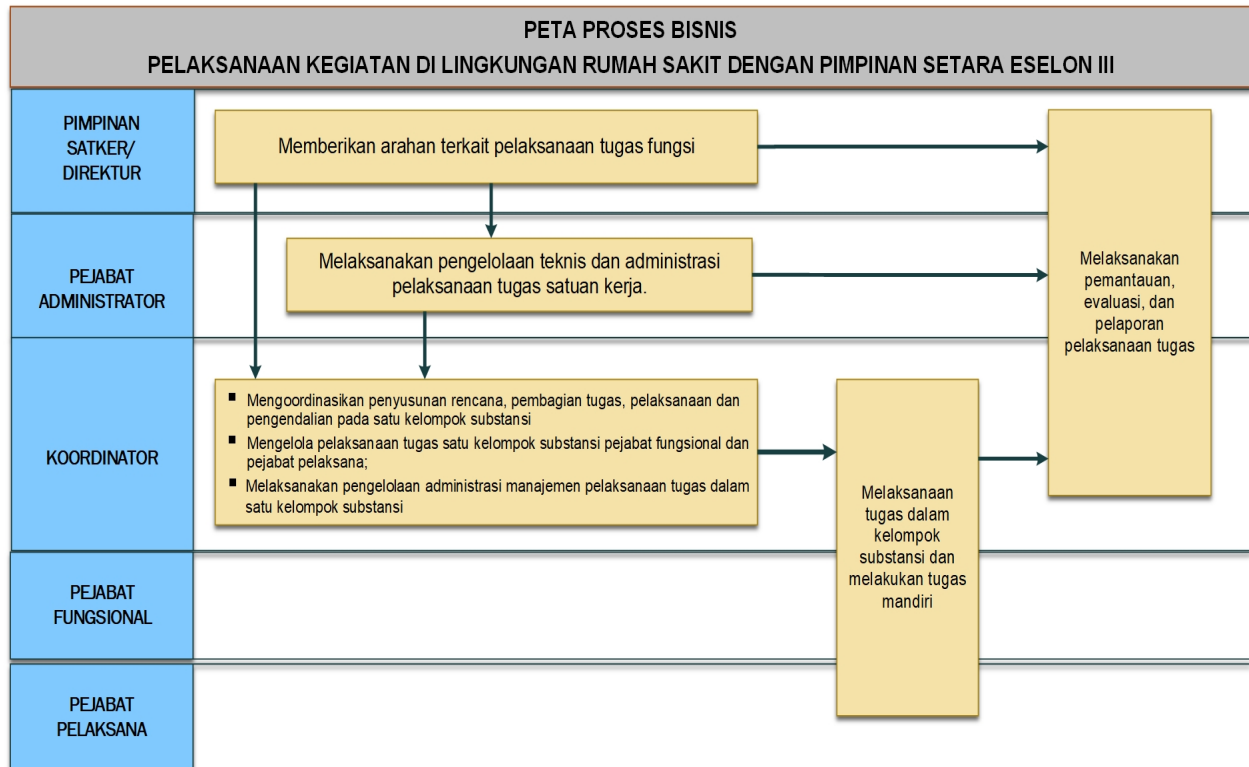 PETA PROSES BISNIS
PELAKSANAAN KEGIATAN DI LINGKUNGAN RUMAH SAKIT DENGAN PIMPINAN SETARA ESELON III
PIMPINAN
SATKER/
DIREKTUR
Memberikan arahan terkait pelaksanaan tugas fungsi
PEJABAT
ADMINISTRATOR
Melaksanakan pengelolaan teknis dan administrasi
pelaksanaan tugas satuan kerja.
Melaksanakan
pemantauan,
evaluasi, dan
pelaporan
pelaksanaan tugas
KOORDINATOR
▪ Mengoordinasikan penyusunan rencana, pembagian tugas, pelaksanaan dan
pengendalian pada satu kelompok substansi
▪ Mengelola pelaksanaan tugas satu kelompok substansi pejabat fungsional dan
pejabat pelaksana;
▪ Melaksanakan pengelolaan administrasi manajemen pelaksanaan tugas dalam
satu kelompok substansi
Melaksanaan
tugas dalam
kelompok
substansi dan
melakukan tugas
mandiri
PEJABAT
FUNGSIONAL
PEJABAT
PELAKSANA